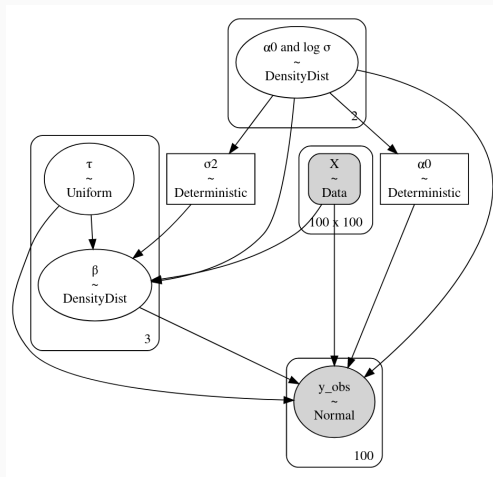 α0 and log σ
~
DensityDist
2
τ
~
Uniform
σ2
~
Deterministic
X
~
Data
100 x 100
α0
~
Deterministic
β
~
DensityDist
3
y_obs
~
Normal
100